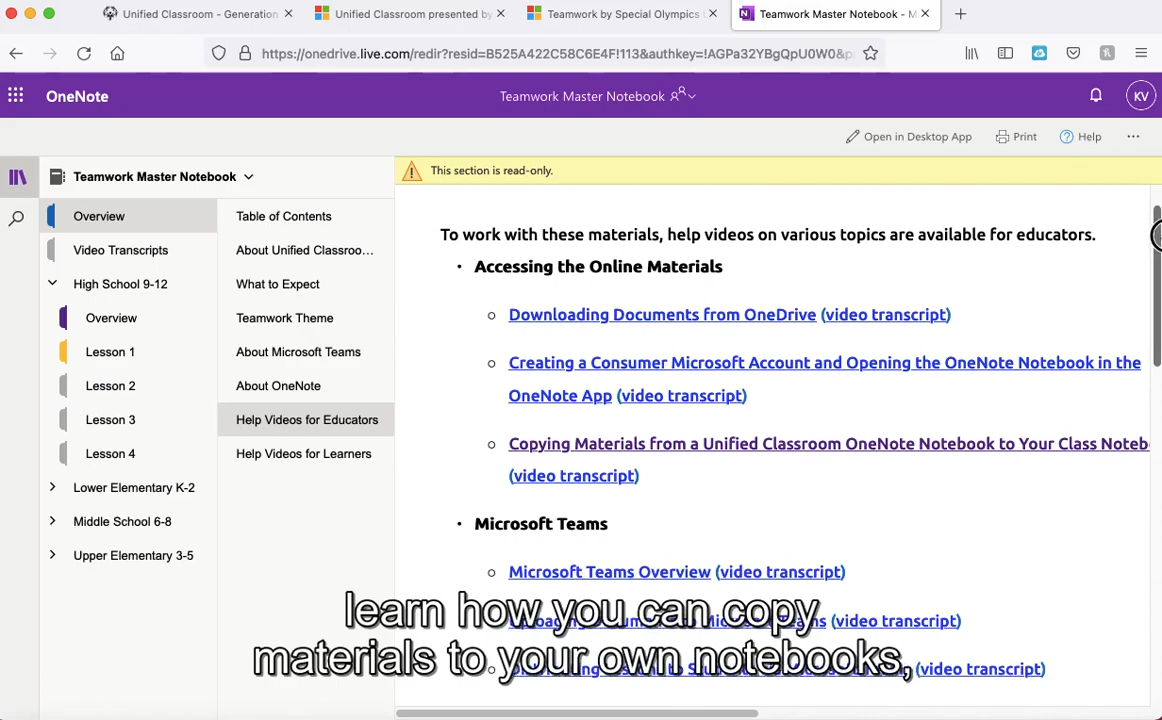 Unified Classroom - Generation
Unified Classroom presented by
Teamwork by Special Olympics
Teamwork Master Notebook - M
https://onedrive.live.com/redir?resid=B525A422C58C6E4F!113&authkey=!AGPa32YBgQpU0W0&p
OneNote
Teamwork Master Notebook
KV
Open in Desktop App
Print
Help
Teamwork Master Notebook
This section is read-only.
Overview
Video Transcripts
High School 9-12
Overview
Lesson 1
Lesson 2
Lesson 3
Lesson 4
Lower Elementary K-2
Middle School 6-8
Upper Elementary 3-5
Table of Contents
About Unified Classroo...
What to Expect
Teamwork Theme
About Microsoft Teams
About OneNote
Help Videos for Educators
Help Videos for Learners
To work with these materials, help videos on various topics are available for educators.
Accessing the Online Materials
Downloading Documents from OneDrive (video transcript)
Creating a Consumer Microsoft Account and Opening the OneNote Notebook in the
OneNote App (video transcript)
Copying Materials from a Unified Classroom OneNote Notebook to Your Class Noteb
(video transcript)
Microsoft Teams
Microsoft Teams Overview (video transcript)
(video transcript)
(video transcript)
learn how you can copy
materials to your own notebooks,